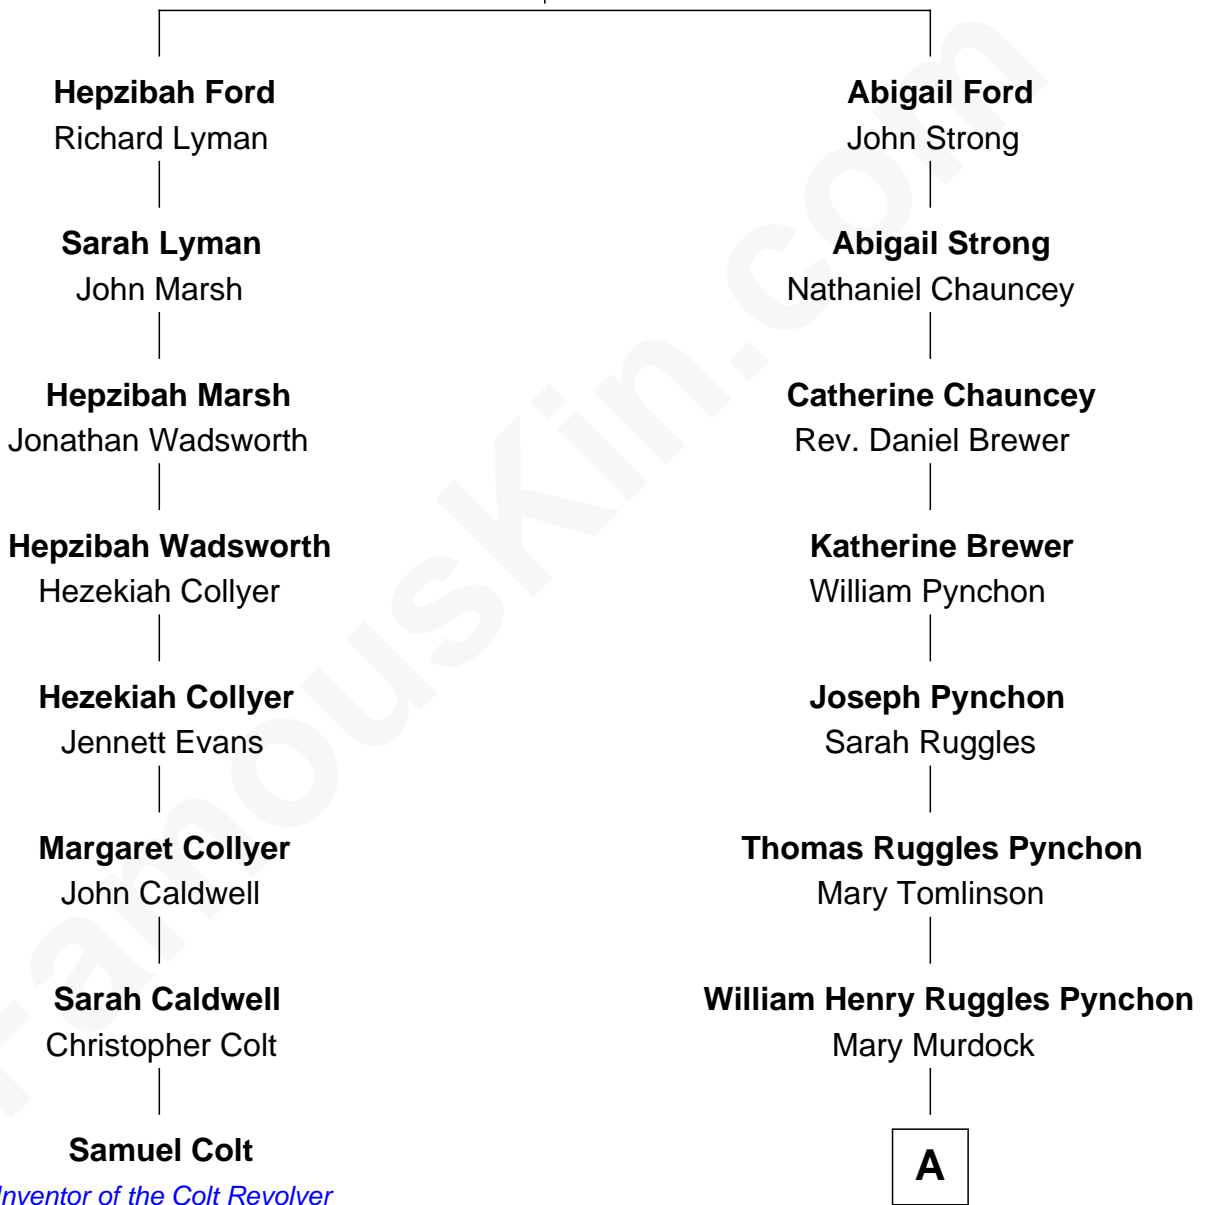 Hepzibah Ford
Richard Lyman
Sarah Lyman
John Marsh
Hepzibah Marsh
Jonathan Wadsworth
Hepzibah Wadsworth
Hezekiah Collyer
Hezekiah Collyer
Jennett Evans
Margaret Collyer
John Caldwell
Sarah Caldwell
Christopher Colt
Samuel Colt
Inventor of the Colt Revolver
Abigail Ford
John Strong
Abigail Strong
Nathaniel Chauncey
Catherine Chauncey
Rev. Daniel Brewer
Katherine Brewer
William Pynchon
Joseph Pynchon
Sarah Ruggles
Thomas Ruggles Pynchon
Mary Tomlinson
William Henry Ruggles Pynchon
Mary Murdock
A
FamousKin.com